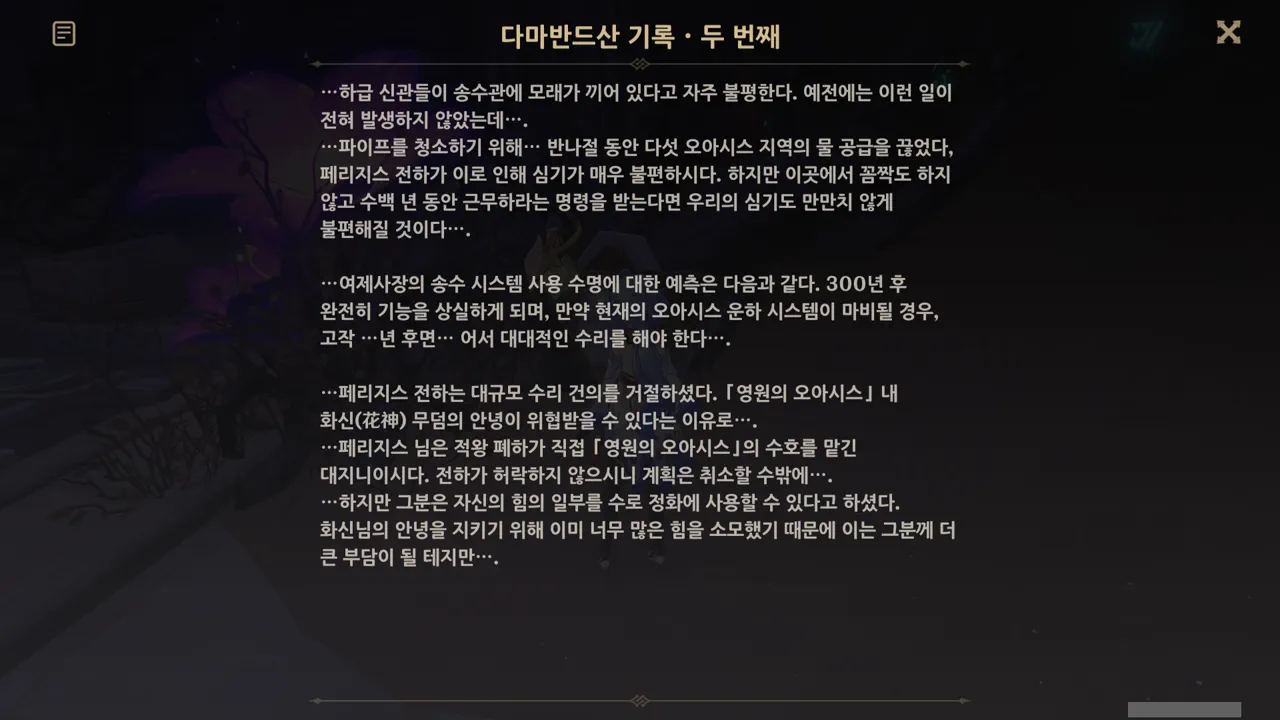 다마반드산 기록 · 두 번째
…하급 신관들이 송수관에 모래가 끼어 있다고 자주 불평한다. 예전에는 이런 일이
전혀 발생하지 않았는데….
…파이프를 청소하기 위해… 반나절 동안 다섯 오아시스 지역의 물 공급을 끊었다,
페리지스 전하가 이로 인해 심기가 매우 불편하시다. 하지만 이곳에서 꼼짝도 하지
않고 수백 년 동안 근무하라는 명령을 받는다면 우리의 심기도 만만치 않게
불편해질 것이다….
…여제사장의 송수 시스템 사용 수명에 대한 예측은 다음과 같다. 300년 후
완전히 기능을 상실하게 되며, 만약 현재의 오아시스 운하 시스템이 마비될 경우,
고작 …년 후면… 어서 대대적인 수리를 해야 한다….
…페리지스 전하는 대규모 수리 건의를 거절하셨다. 「영원의 오아시스」 내
화신(花神) 무덤의 안녕이 위협받을 수 있다는 이유로….
…페리지스 님은 적왕 폐하가 직접 「영원의 오아시스」의 수호를 맡긴
대지니이시다. 전하가 허락하지 않으시니 계획은 취소할 수밖에….
…하지만 그분은 자신의 힘의 일부를 수로 정화에 사용할 수 있다고 하셨다.
화신님의 안녕을 지키기 위해 이미 너무 많은 힘을 소모했기 때문에 이는 그분께 더
큰 부담이 될 테지만….